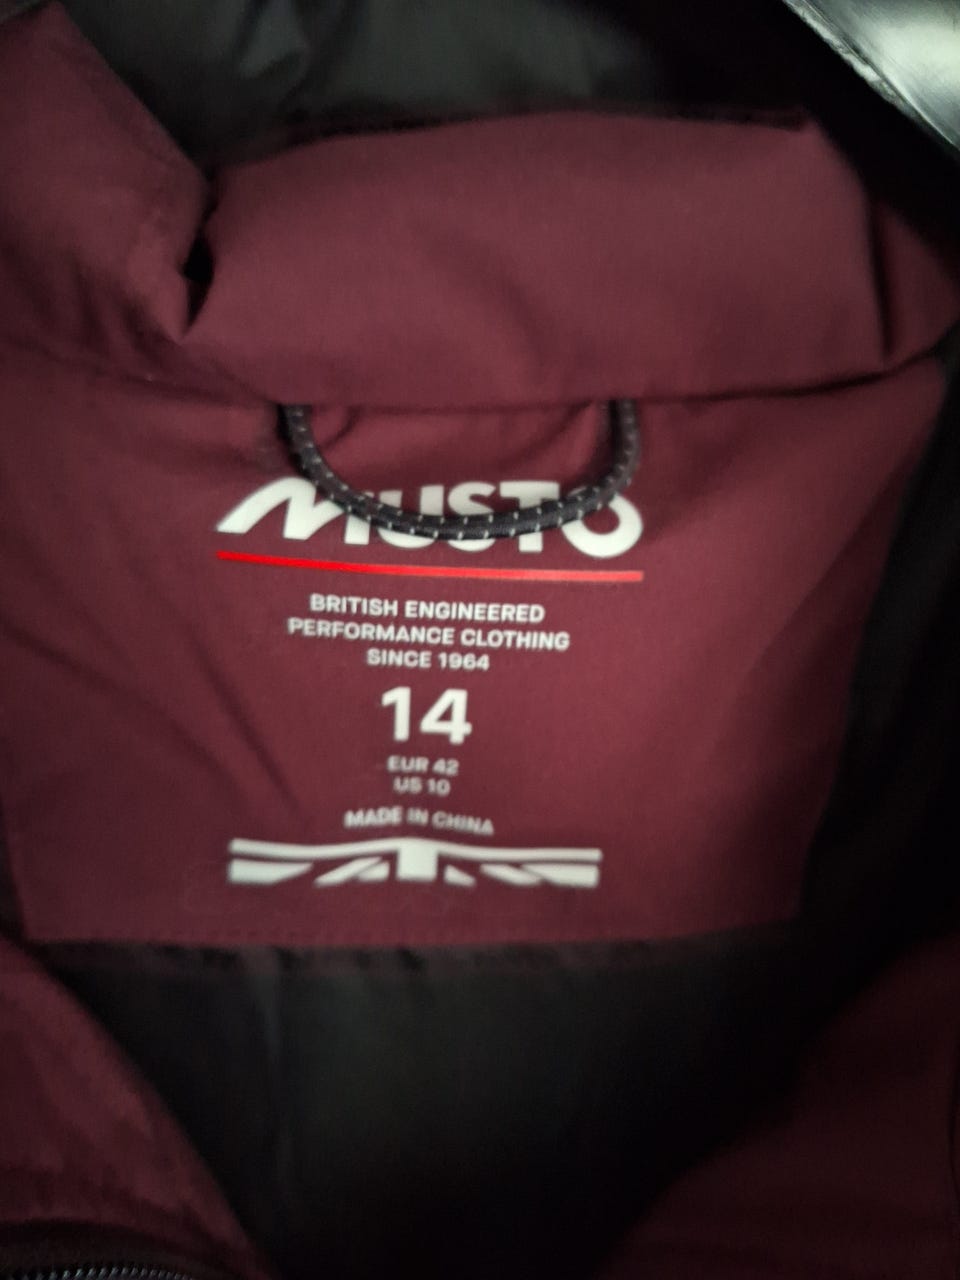 MUSTO
BRITISH ENGINEERED
PERFORMANCE CLOTHING
SINCE 1964
14
EUR 42
US 10
MADE IN CHINA